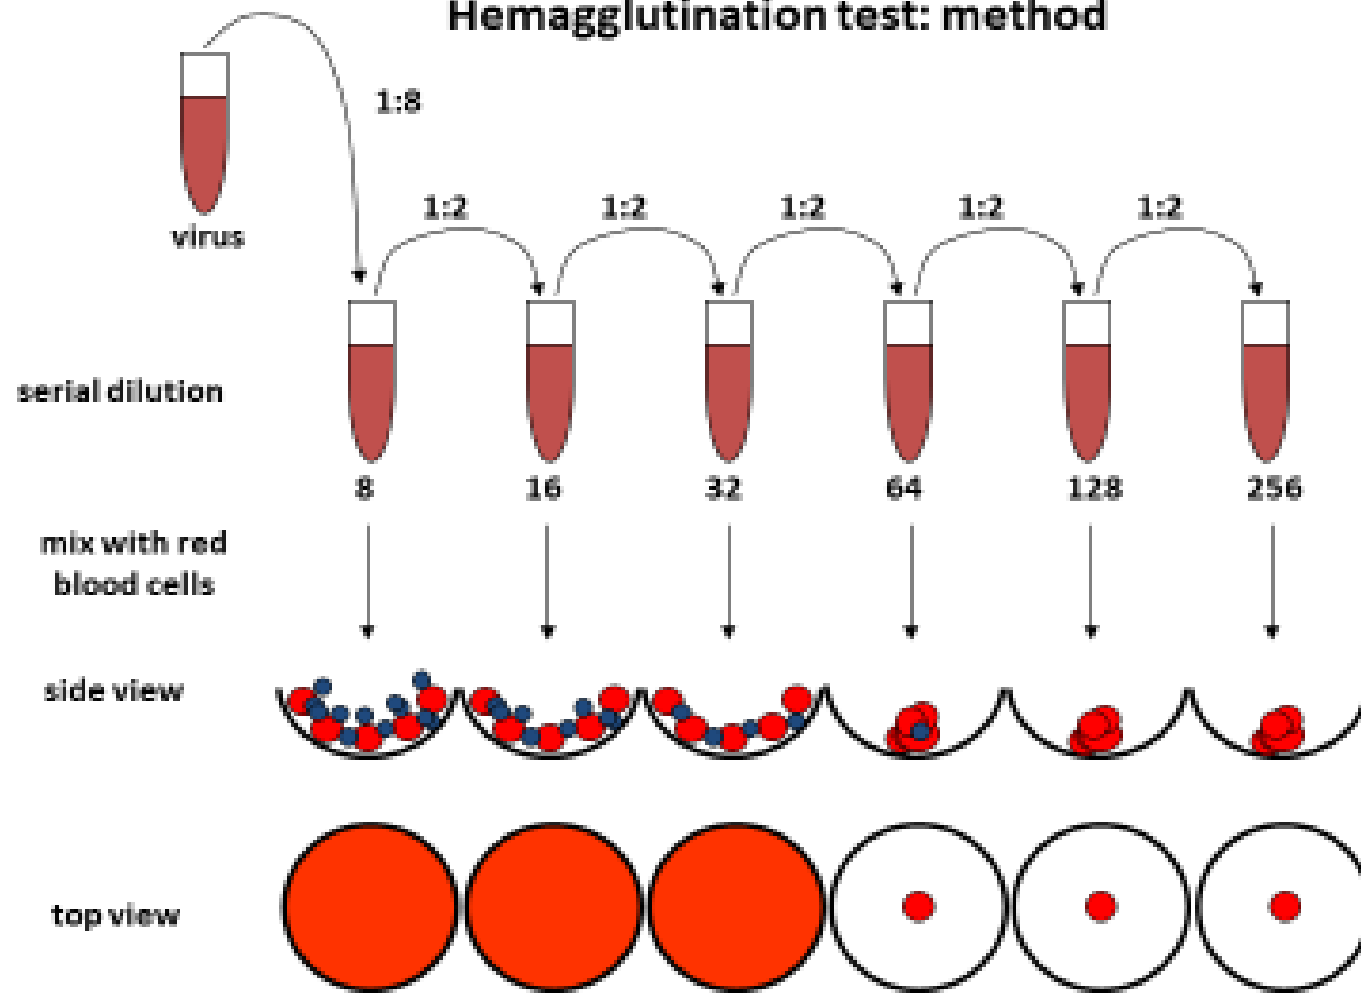 Hemagglutination test: method
1:8
virus
1:2 1:2 1:2 1:2 1:2
serial dilution
8 16 32 64 128 256
mix with red
blood cells
side view
top view